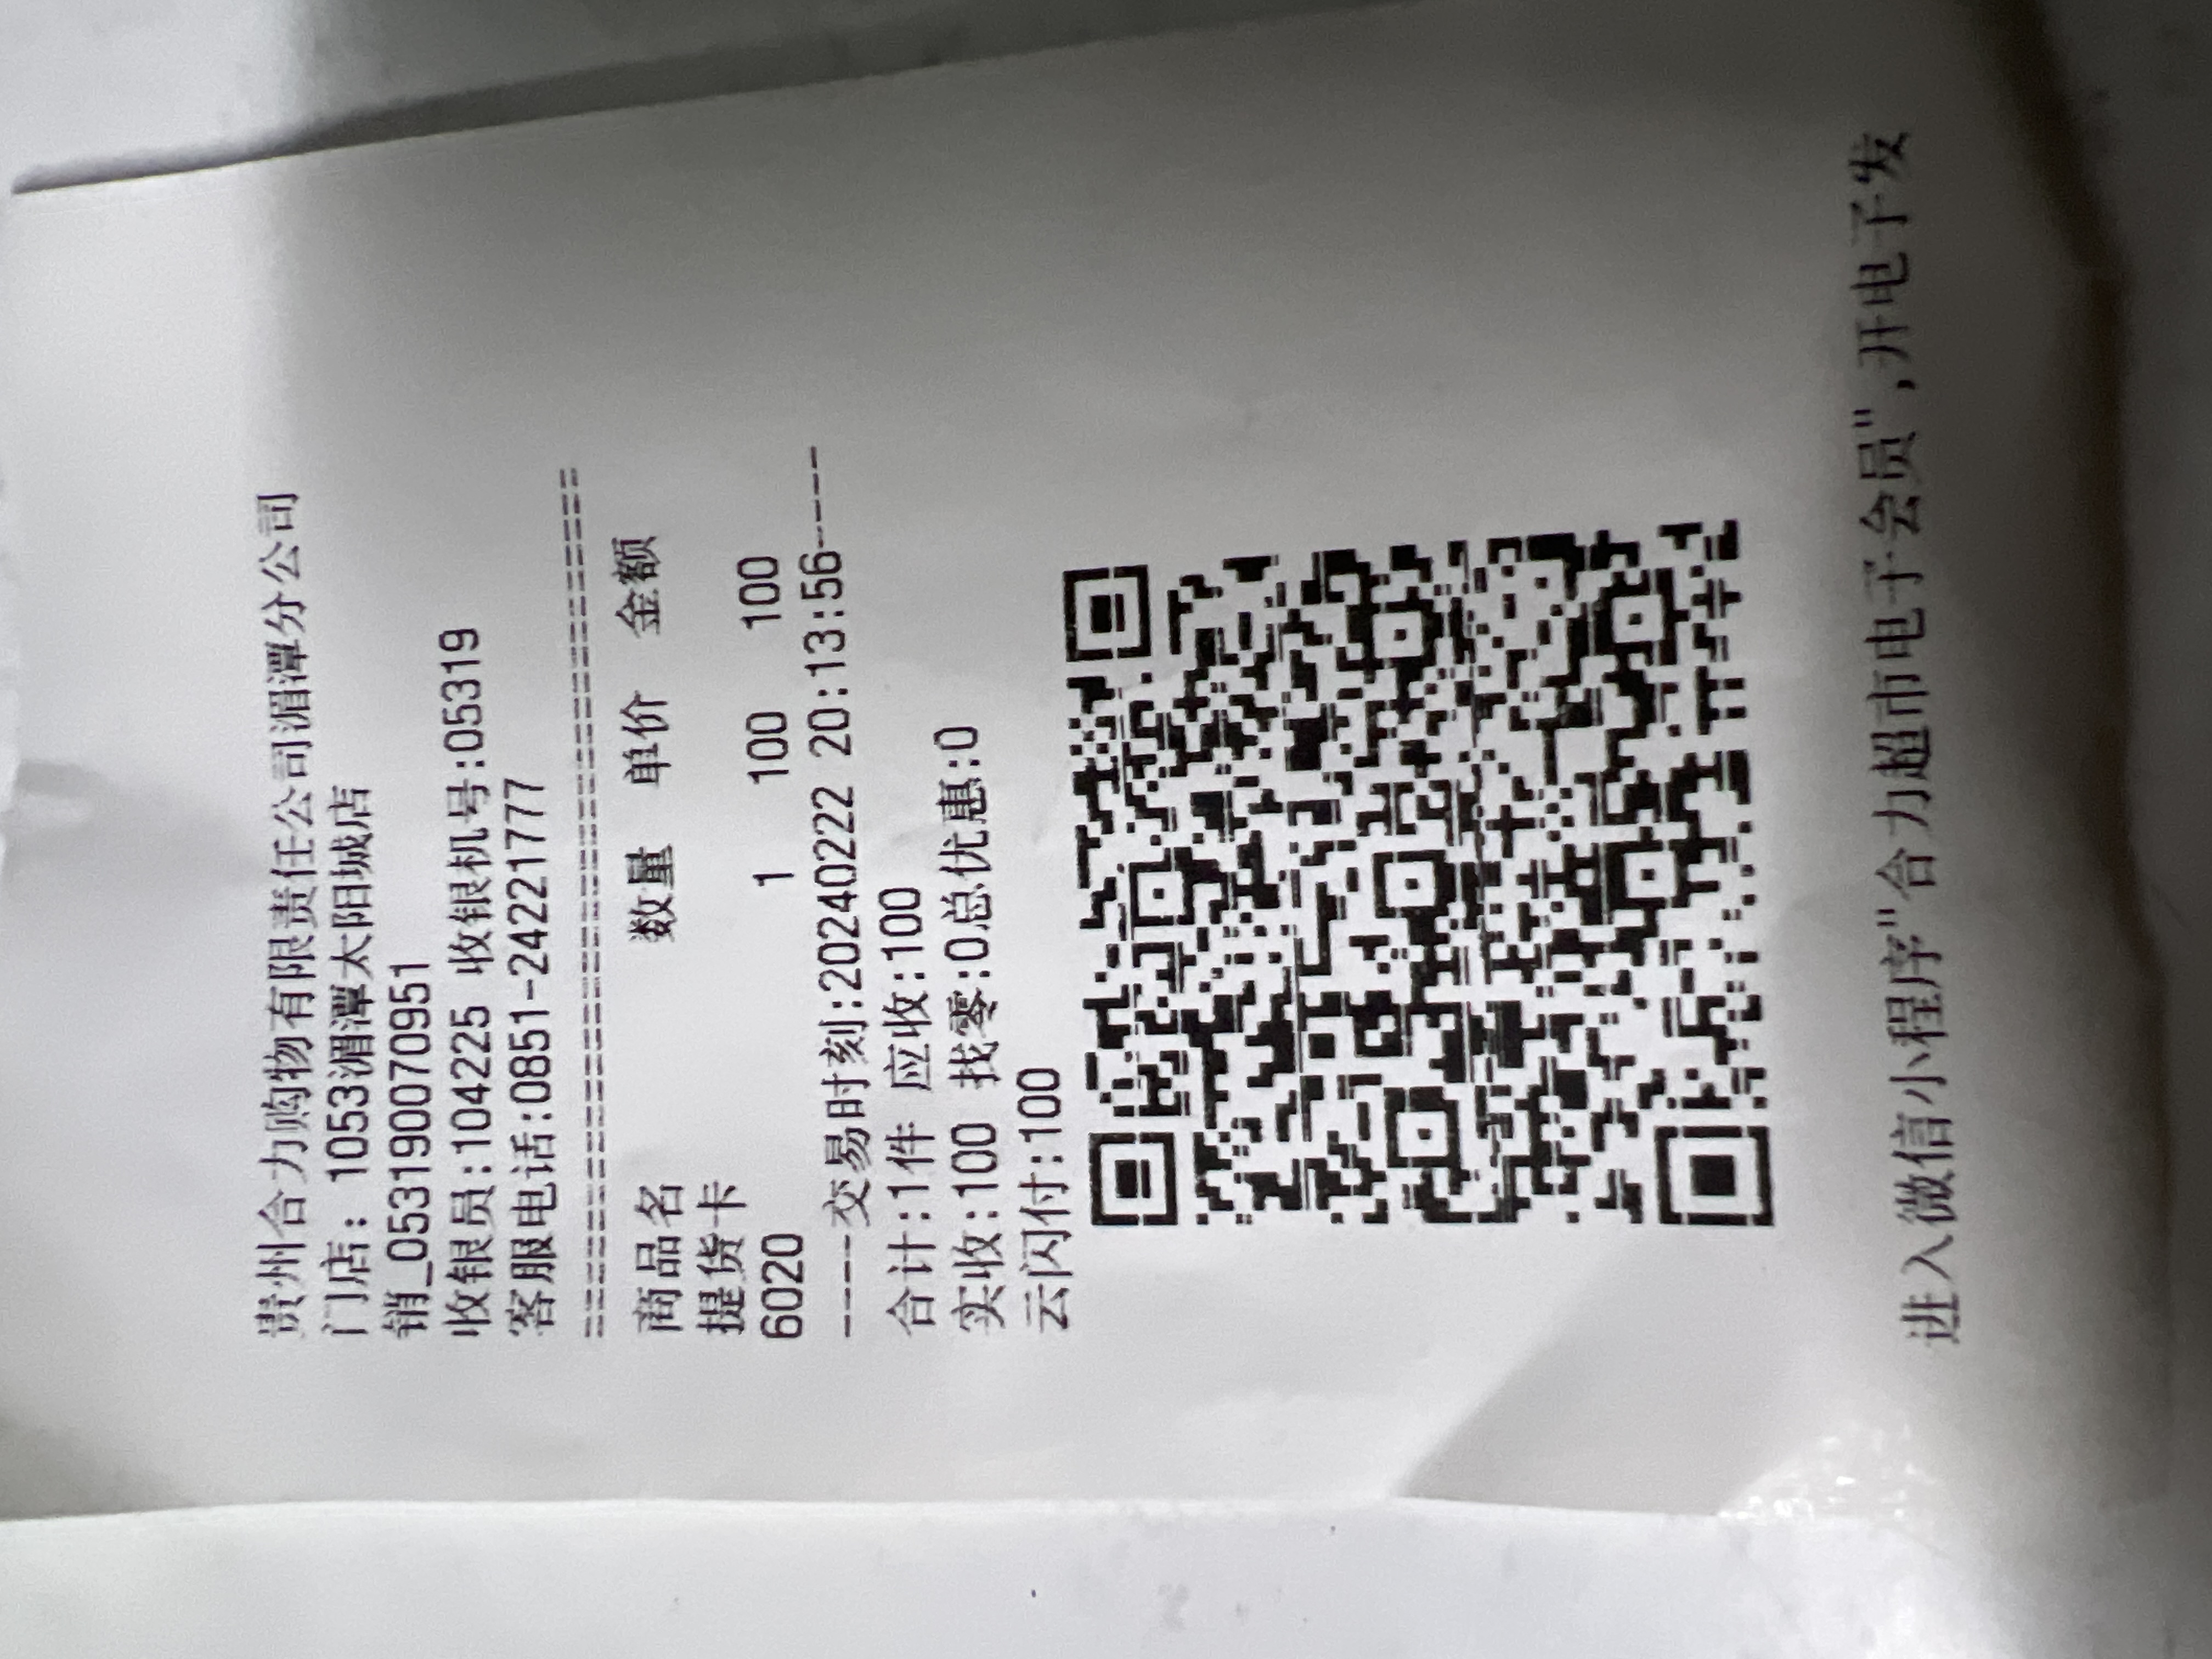 贵州合力购物有限责任公司湄潭分公司
门店: 1053湄潭太阳城店
销_0531900709​51
收银员:104225 收银机号:05319
客服电话:0851-24221777
==========================================
商品名 数量 单价 金额
提货卡
6020 1 100 100
-----交易时刻:20240222 20:13:56-----
合计:1件 应收:100
实收:100 找零:0总优惠:0
云闪付:100
进入微信小程序"合力超市电子会员",开电子发